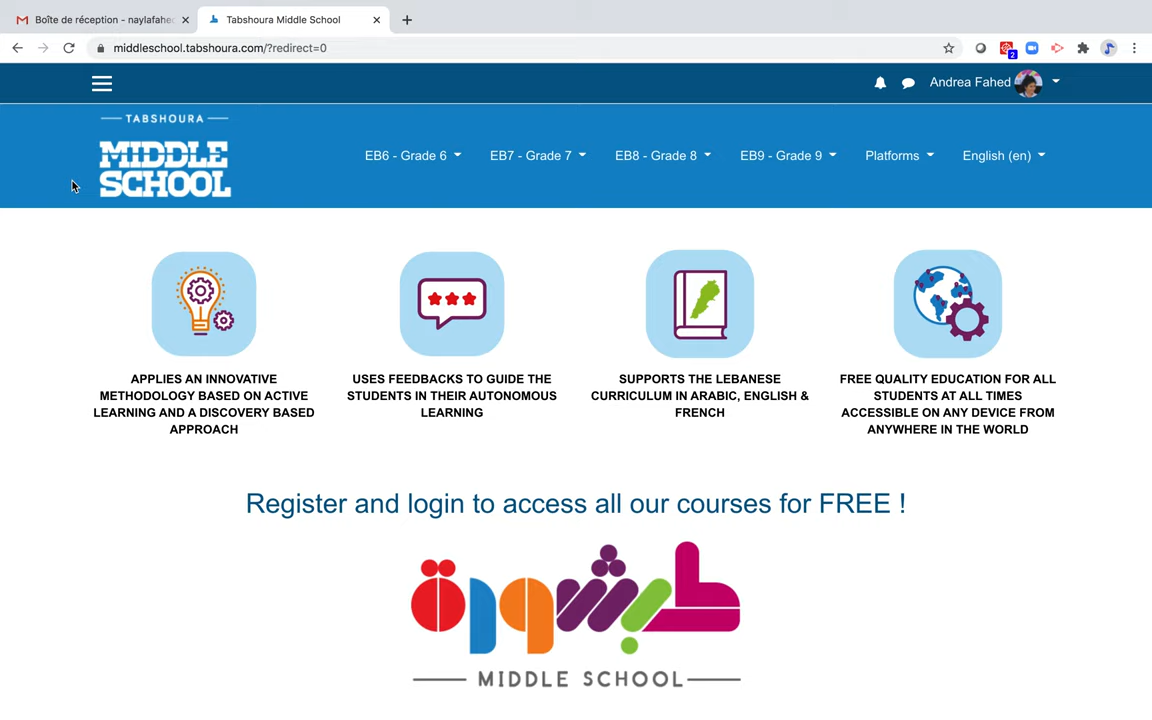 Boîte de réception - naylafahed
Tabshoura Middle School
middleschool.tabshoura.com/?redirect=0
2
Andrea Fahed
TABSHOURA
MIDDLE
SCHOOL
EB6 - Grade 6
EB7 - Grade 7
EB8 - Grade 8
EB9 - Grade 9
Platforms
English (en)
APPLIES AN INNOVATIVE
METHODOLOGY BASED ON ACTIVE
LEARNING AND A DISCOVERY BASED
APPROACH
USES FEEDBACKS TO GUIDE THE
STUDENTS IN THEIR AUTONOMOUS
LEARNING
SUPPORTS THE LEBANESE
CURRICULUM IN ARABIC, ENGLISH &
FRENCH
FREE QUALITY EDUCATION FOR ALL
STUDENTS AT ALL TIMES
ACCESSIBLE ON ANY DEVICE FROM
ANYWHERE IN THE WORLD
Register and login to access all our courses for FREE !
طبشورة
MIDDLE SCHOOL